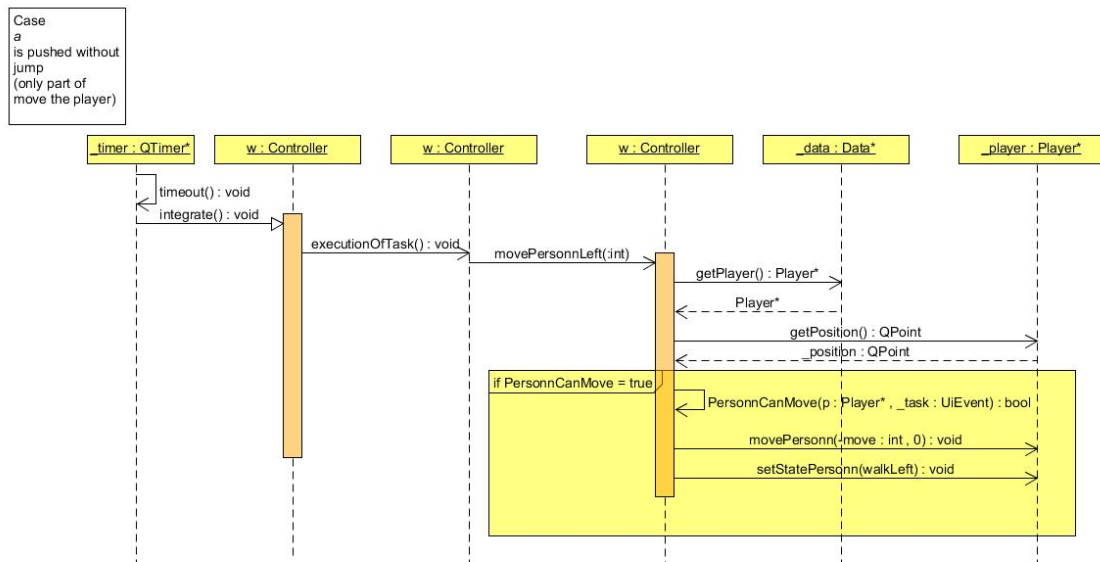 Case
a
is pushed without
jump
(only part of
move the player)
_timer : QTimer*
w : Controller
w : Controller
w : Controller
_data : Data*
_player : Player*
timeout() : void
integrate() : void
executionOfTask() : void
movePersonnLeft(:int)
getPlayer() : Player*
Player*
getPosition() : QPoint
_position : QPoint
if PersonnCanMove = true
PersonnCanMove(p : Player* , _task : UiEvent) : bool
movePersonn(-move : int , 0) : void
setStatePersonn(walkLeft) : void